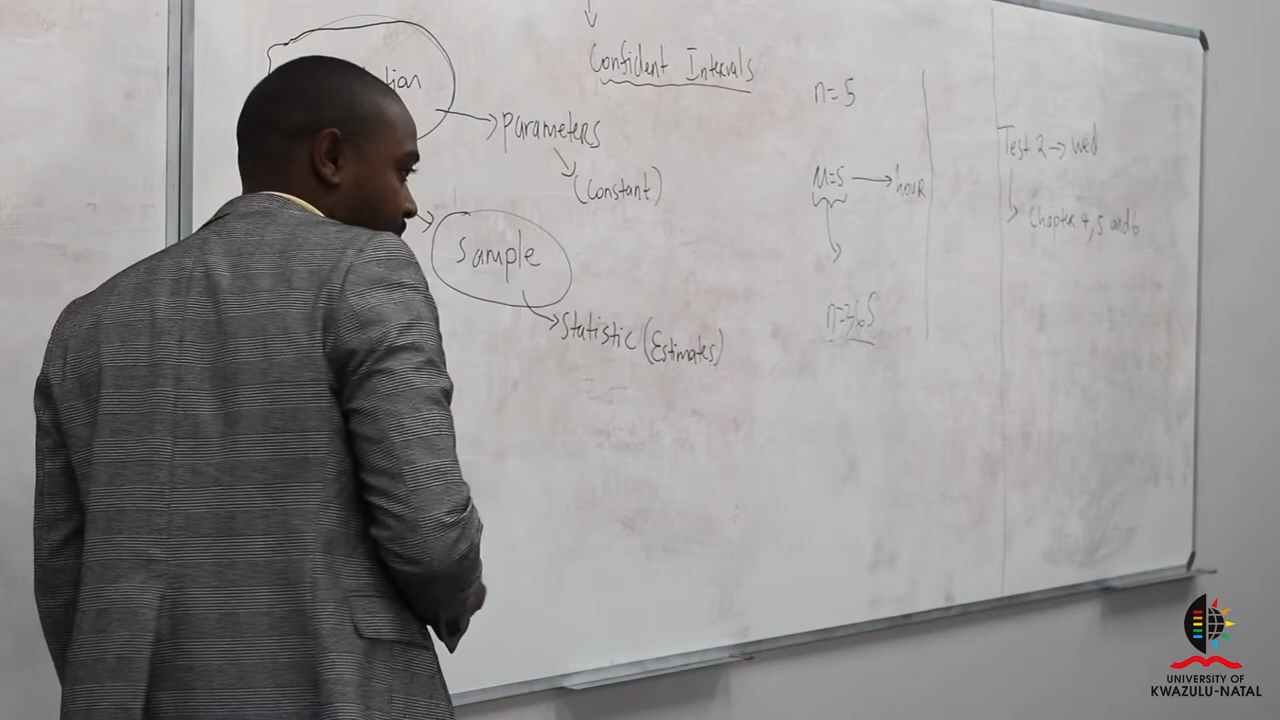 Confident Intervals
Parameters
(Constant)
Sample
Statistic (Estimates)
n=5
M=5 → hour
n=365
Test 2 → wed
Chapter 4, 5 and 6
UNIVERSITY OF
KWAZULU-NATAL